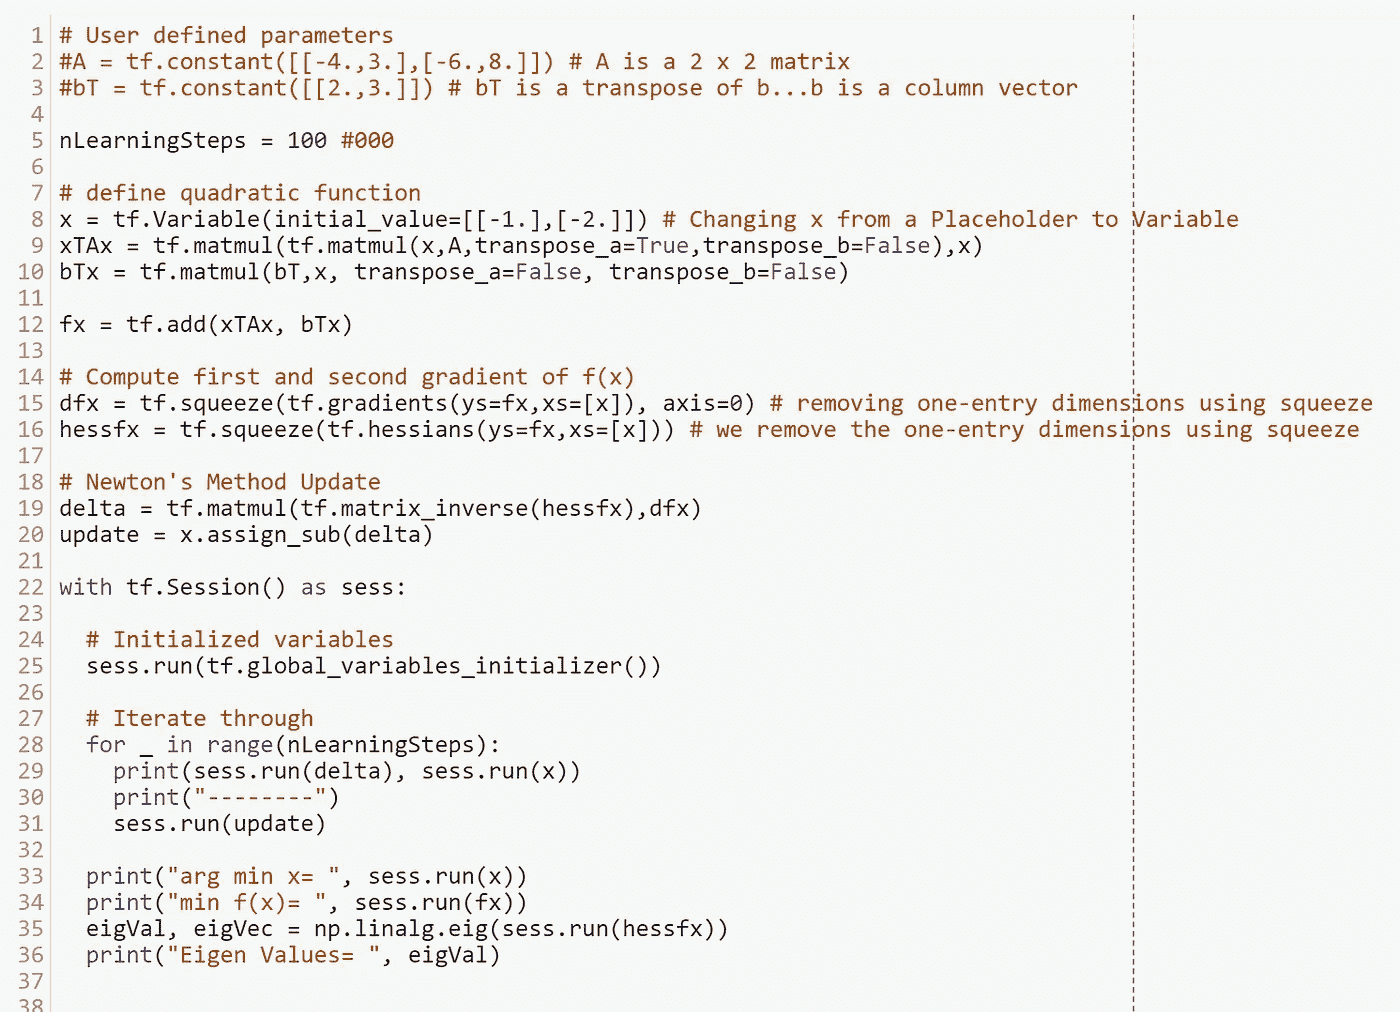 1 # User defined parameters
2 #A = tf.constant([[-4.,3.],[-6.,8.]]) # A is a 2 x 2 matrix
3 #bT = tf.constant([[2.,3.]]) # bT is a transpose of b...b is a column vector
4
5 nLearningSteps = 100 #000
6
7 # define quadratic function
8 x = tf.Variable(initial_value=[[-1.],[-2.]]) # Changing x from a Placeholder to Variable
9 xTAx = tf.matmul(tf.matmul(x,A,transpose_a=True,transpose_b=False),x)
10 bTx = tf.matmul(bT,x, transpose_a=False, transpose_b=False)
11
12 fx = tf.add(xTAx, bTx)
13
14 # Compute first and second gradient of f(x)
15 dfx = tf.squeeze(tf.gradients(ys=fx,xs=[x]), axis=0) # removing one-entry dimensions using squeeze
16 hessfx = tf.squeeze(tf.hessians(ys=fx,xs=[x])) # we remove the one-entry dimensions using squeeze
17
18 # Newton's Method Update
19 delta = tf.matmul(tf.matrix_inverse(hessfx),dfx)
20 update = x.assign_sub(delta)
21
22 with tf.Session() as sess:
23
24   # Initialized variables
25   sess.run(tf.global_variables_initializer())
26
27   # Iterate through
28   for _ in range(nLearningSteps):
29     print(sess.run(delta), sess.run(x))
30     print("--------")
31     sess.run(update)
32
33   print("arg min x= ", sess.run(x))
34   print("min f(x)= ", sess.run(fx))
35   eigVal, eigVec = np.linalg.eig(sess.run(hessfx))
36   print("Eigen Values= ", eigVal)
37
38